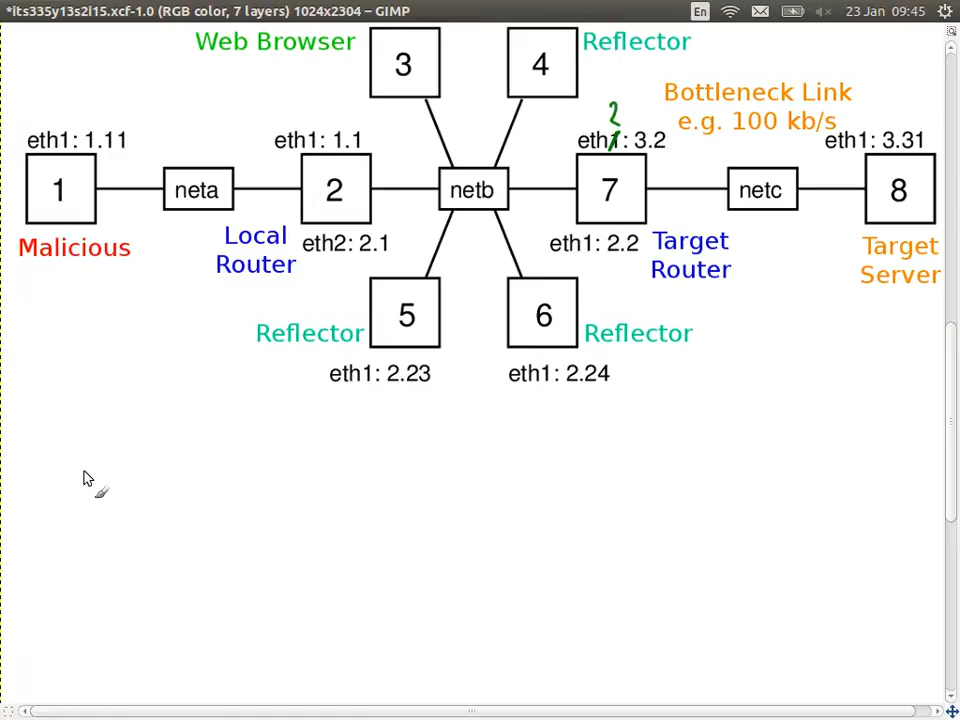 *its335y13s2i15.xcf-1.0 (RGB color, 7 layers) 1024x2304 – GIMP
En
23 Jan 09:45
Web Browser
3
4
Reflector
Bottleneck Link
e.g. 100 kb/s
2
eth1: 1.11
eth1: 1.1
eth1: 3.2
eth1: 3.31
1
neta
2
netb
7
netc
8
Malicious
Local
Router
eth2: 2.1
eth1: 2.2
Target
Router
Target
Server
Reflector
5
6
Reflector
eth1: 2.23
eth1: 2.24